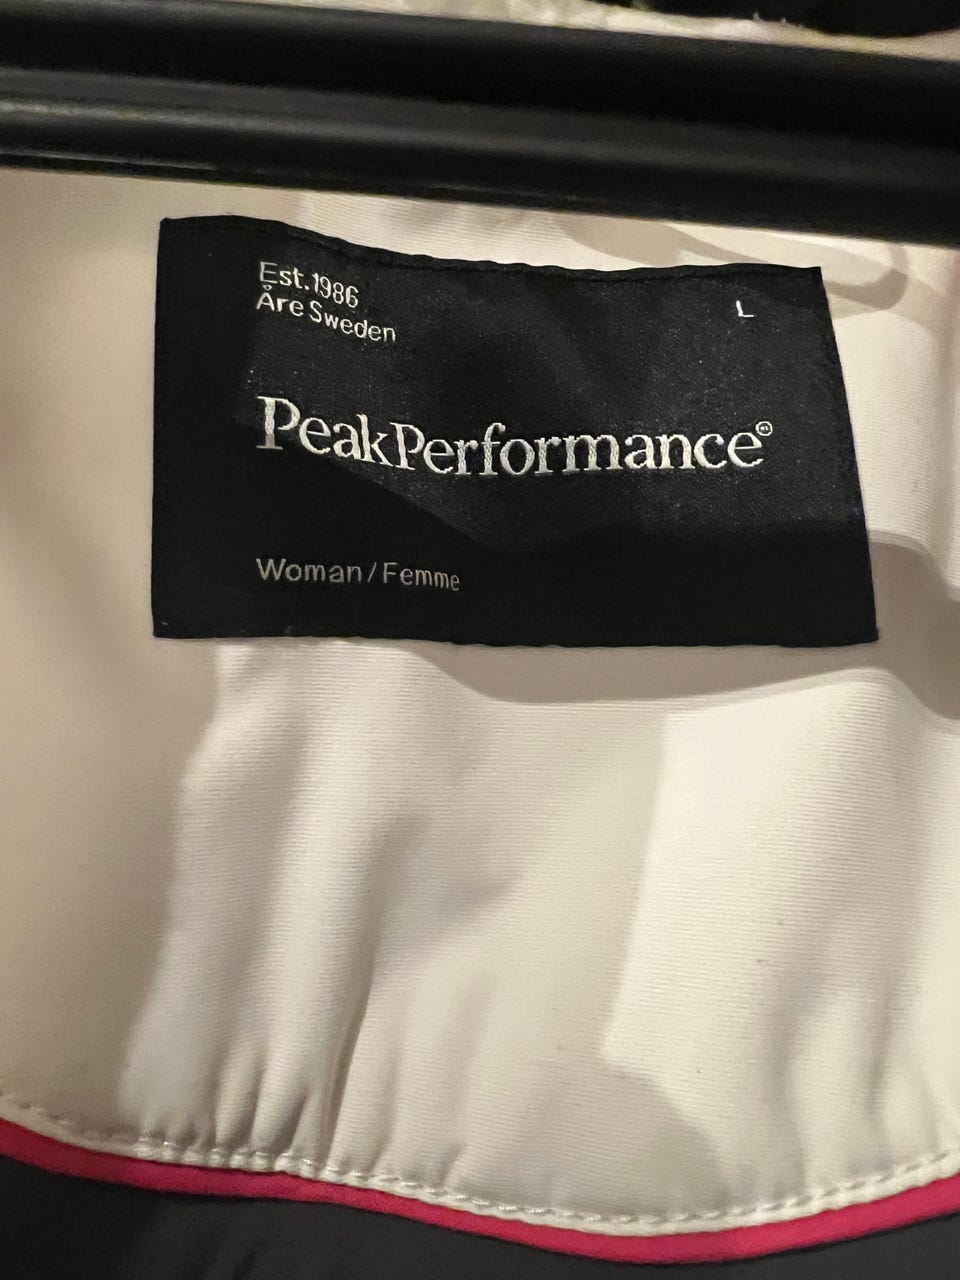 Est.1986
Åre Sweden
L
PeakPerformance®
Woman/Femme